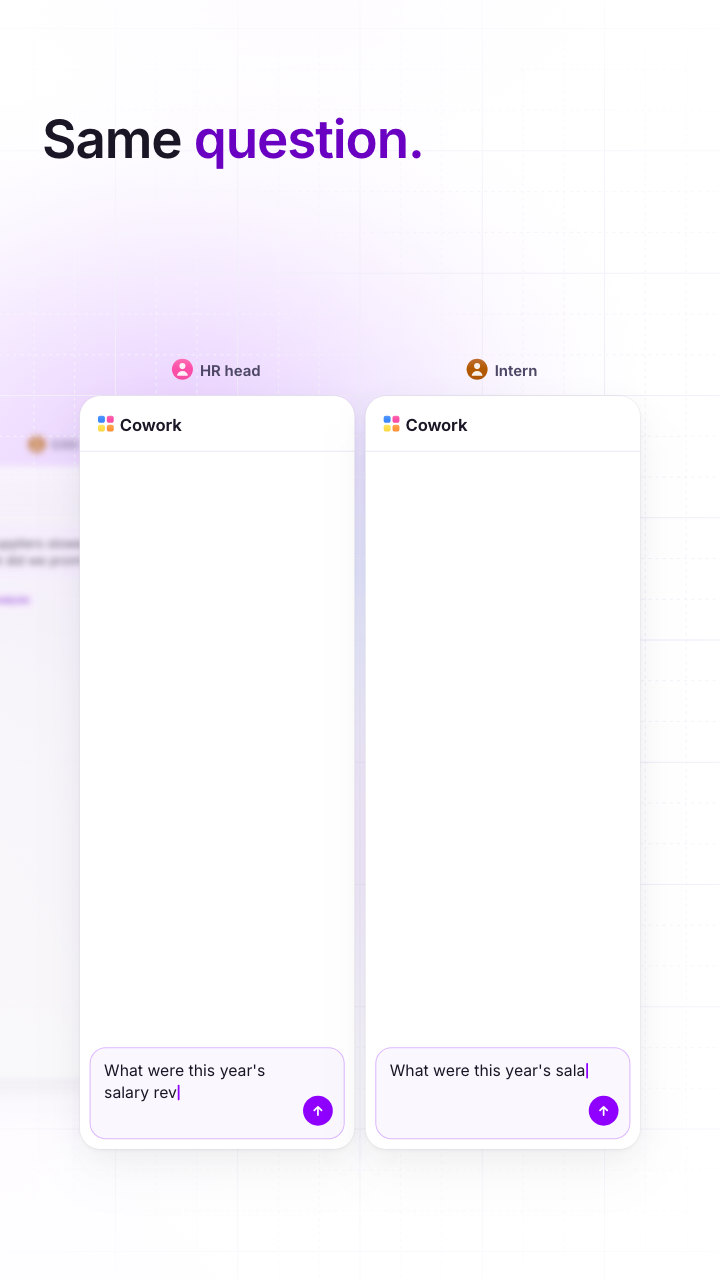 Same question.
HR head
Intern
Cowork
Cowork
What were this year's
salary rev
What were this year's sala